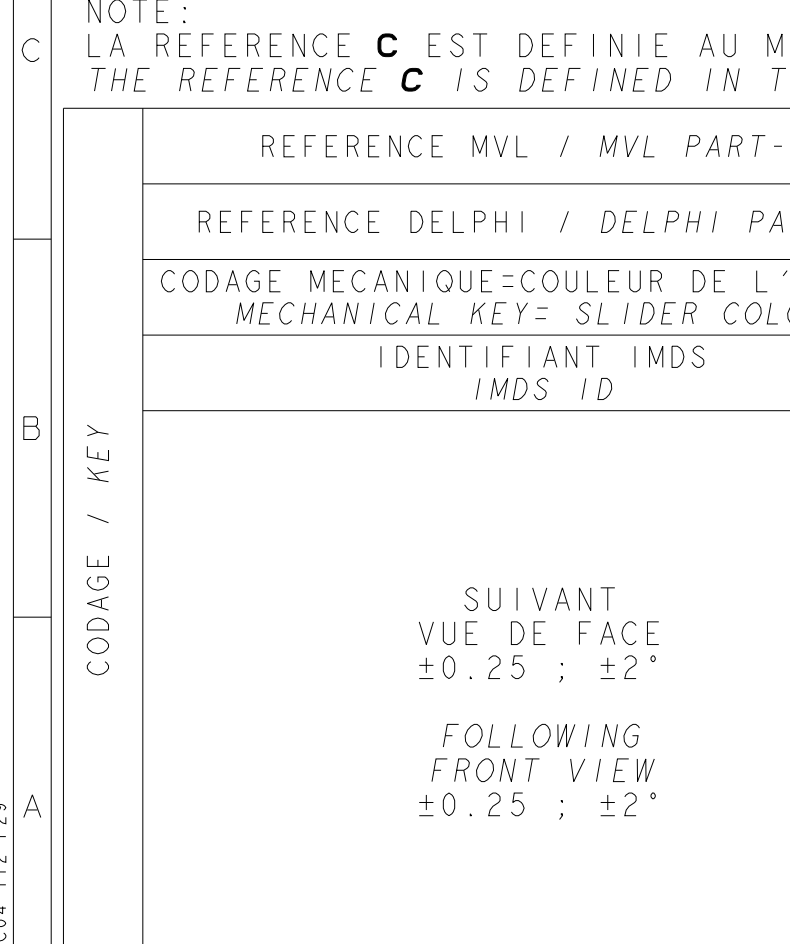 NOTE:
LA REFERENCE C EST DEFINIE AU
THE REFERENCE C IS DEFINED IN
REFERENCE MVL / MVL PART-
REFERENCE DELPHI / DELPHI
CODAGE MECANIQUE=COULEUR DE L'
MECHANICAL KEY= SLIDER
IDENTIFIANT IMDS
IMDS ID
CODAGE / KEY
SUIVANT
VUE DE FACE
±0.25 ; ±2°
FOLLOWING
FRONT VIEW
±0.25 ; ±2°
C
B
A